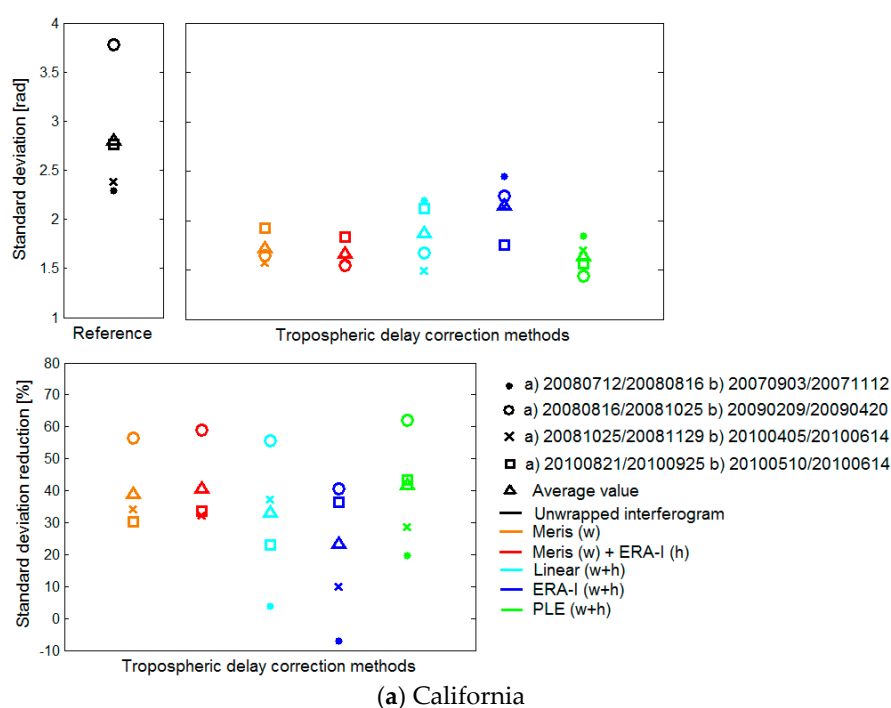 Standard deviation [rad]
4
3.5
3
2.5
2
1.5
1
Reference
Tropospheric delay correction methods
Standard deviation reduction [%]
80
70
60
50
40
30
20
10
0
-10
Tropospheric delay correction methods
a) 20080712/20080816 b) 20070903/20071112
a) 20080816/20081025 b) 20090209/20090420
a) 20081025/20081129 b) 20100405/20100614
a) 20100821/20100925 b) 20100510/20100614
Average value
Unwrapped interferogram
Meris (w)
Meris (w) + ERA-I (h)
Linear (w+h)
ERA-I (w+h)
PLE (w+h)
(a) California